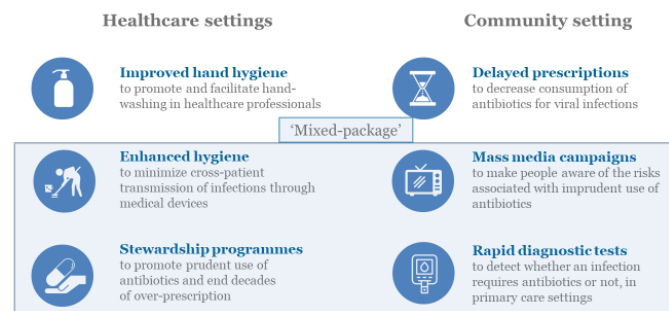 Healthcare settings
Community setting
Improved hand hygiene
to promote and facilitate hand-
washing in healthcare professionals
Delayed prescriptions
to decrease consumption of
antibiotics for viral infections
'Mixed-package'
Enhanced hygiene
to minimize cross-patient
transmission of infections through
medical devices
Mass media campaigns
to make people aware of the risks
associated with imprudent use of
antibiotics
Stewardship programmes
to promote prudent use of
antibiotics and end decades
of over-prescription
Rapid diagnostic tests
to detect whether an infection
requires antibiotics or not, in
primary care settings